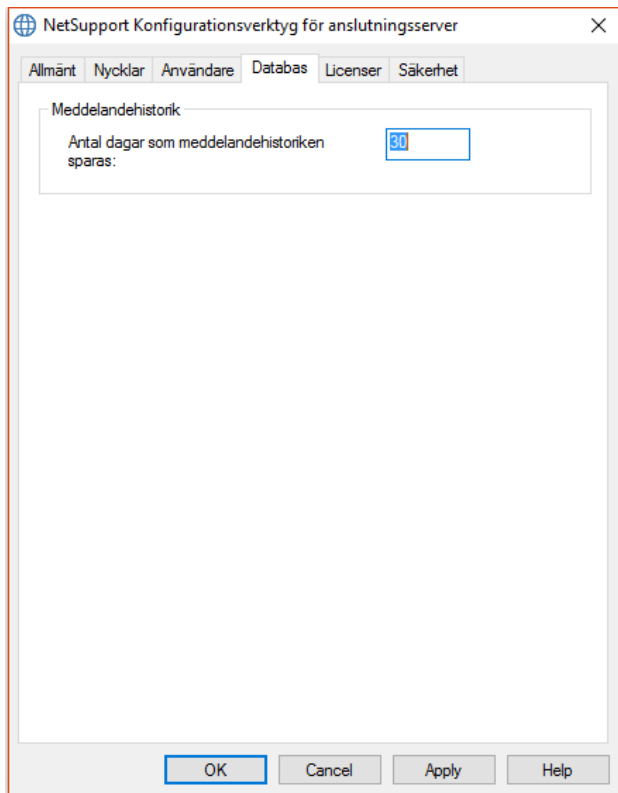 NetSupport Konfigurationsverktyg för anslutningsserver
Allmänt Nycklar Användare Databas Licenser Säkerhet
Meddelandehistorik
Antal dagar som meddelandehistoriken 30
sparas:
OK Cancel Apply Help